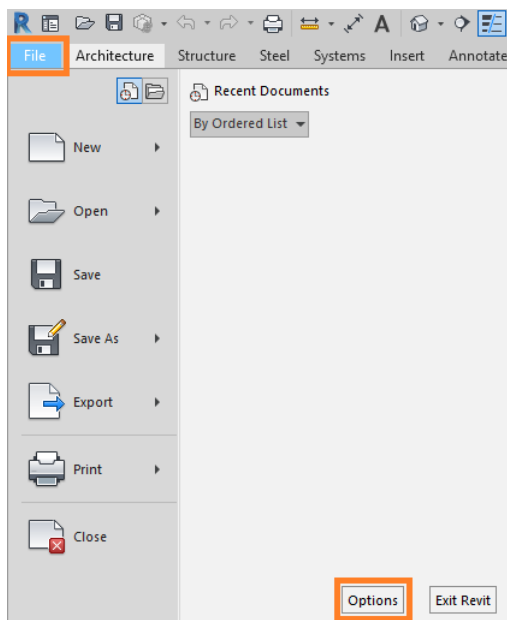 R A
File Architecture Structure Steel Systems Insert Annotate
Recent Documents
By Ordered List
New
Open
Save
Save As
Export
Print
Close
Options Exit Revit